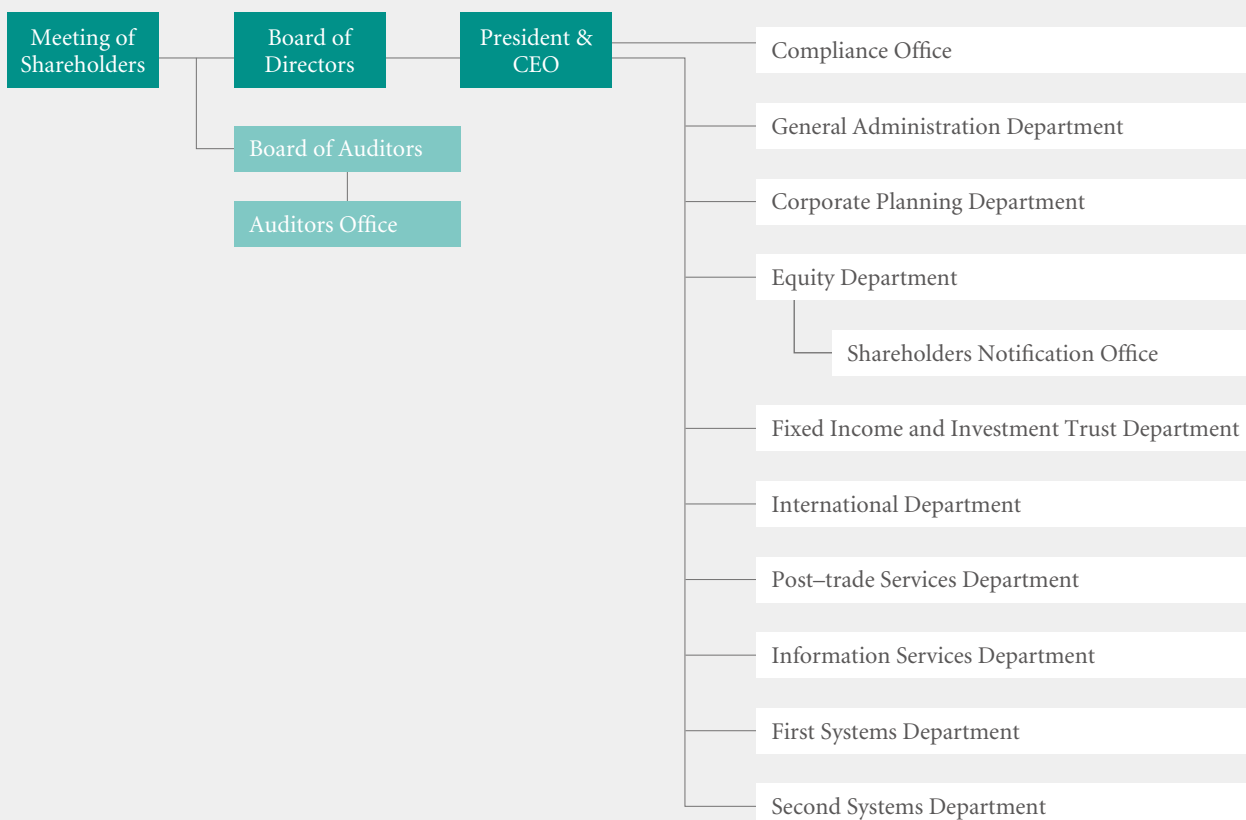 Meeting of
Shareholders
Board of
Directors
President &
CEO
Board of Auditors
Auditors Office
Compliance Office
General Administration Department
Corporate Planning Department
Equity Department
Shareholders Notification Office
Fixed Income and Investment Trust Department
International Department
Post–trade Services Department
Information Services Department
First Systems Department
Second Systems Department